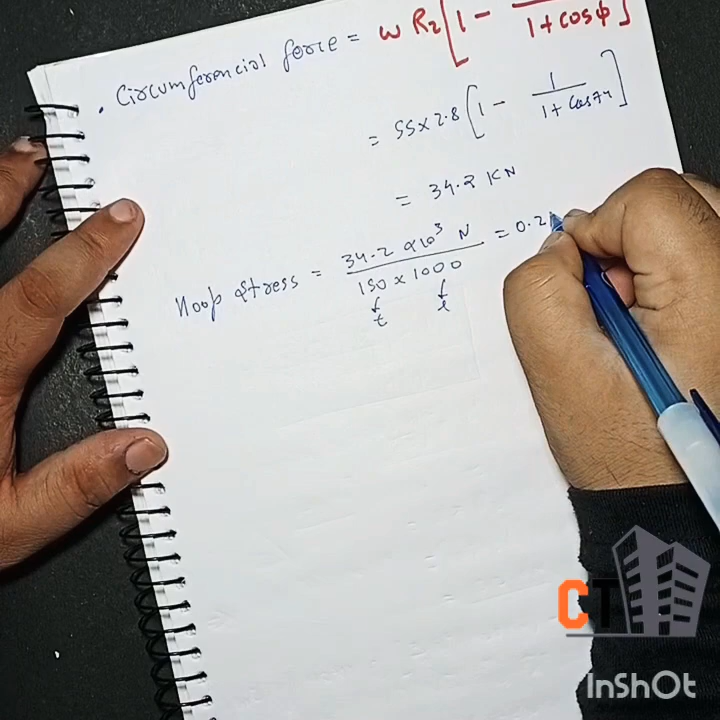 . Circumferencial force = w R2 [ 1 - 
1 + cosφ ]
= 55 × 2.8 [ 1 - 1 / 1 + cos74 ]
= 34.2 KN
Hoop stress = 34.2 ×10³ N / 150 × 1000 = 0.2
t l
CT
InShOt